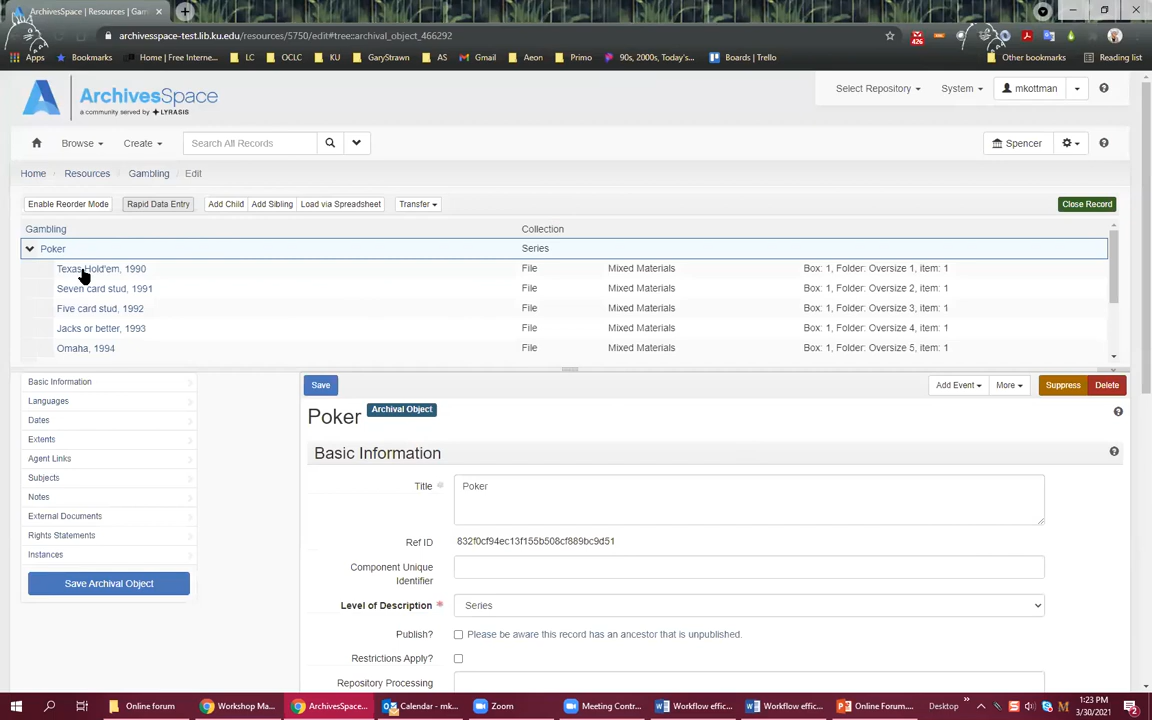 ArchivesSpace | Resources | Gam
archivesspace-test.lib.ku.edu/resources/5750/edit#tree::archival_object_466292
426
Apps Bookmarks Home | Free Interne... LC OCLC KU GaryStrawn AS Gmail Aeon Primo 90s, 2000s, Today's... Boards | Trello Other bookmarks Reading list
ArchivesSpace
a community served by LYRASIS
Select Repository System mkottman
Browse Create Search All Records Spencer
Home Resources Gambling Edit
Enable Reorder Mode Rapid Data Entry Add Child Add Sibling Load via Spreadsheet Transfer Close Record
Gambling Collection
Poker Series
Texas Hold'em, 1990 File Mixed Materials Box: 1, Folder: Oversize 1, item: 1
Seven card stud, 1991 File Mixed Materials Box: 1, Folder: Oversize 2, item: 1
Five card stud, 1992 File Mixed Materials Box: 1, Folder: Oversize 3, item: 1
Jacks or better, 1993 File Mixed Materials Box: 1, Folder: Oversize 4, item: 1
Omaha, 1994 File Mixed Materials Box: 1, Folder: Oversize 5, item: 1
Basic Information
Languages
Dates
Extents
Agent Links
Subjects
Notes
External Documents
Rights Statements
Instances
Save Archival Object
Save Add Event More Suppress Delete
Poker Archival Object
Basic Information
Title Poker
Ref ID 832f0cf94ec13f155b508cf889bc9d51
Component Unique
Identifier
Level of Description * Series
Publish? Please be aware this record has an ancestor that is unpublished.
Restrictions Apply?
Repository Processing
Online forum Workshop Ma... ArchivesSpace... Calendar - mk... Zoom Meeting Contr... Workflow effic... Workflow effic... Online Forum.... Desktop
1:23 PM
3/30/2021